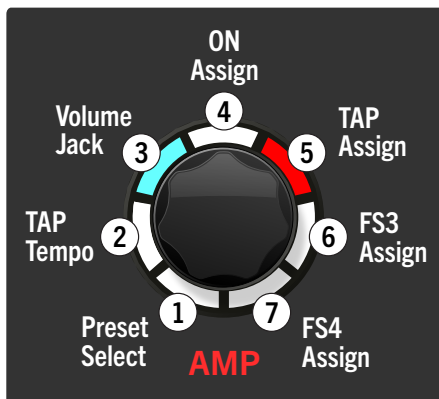 ON
Assign
4
Volume
Jack
3
TAP
Assign
5
TAP
Tempo
2
FS3
Assign
6
Preset
Select
1
FS4
Assign
7
AMP